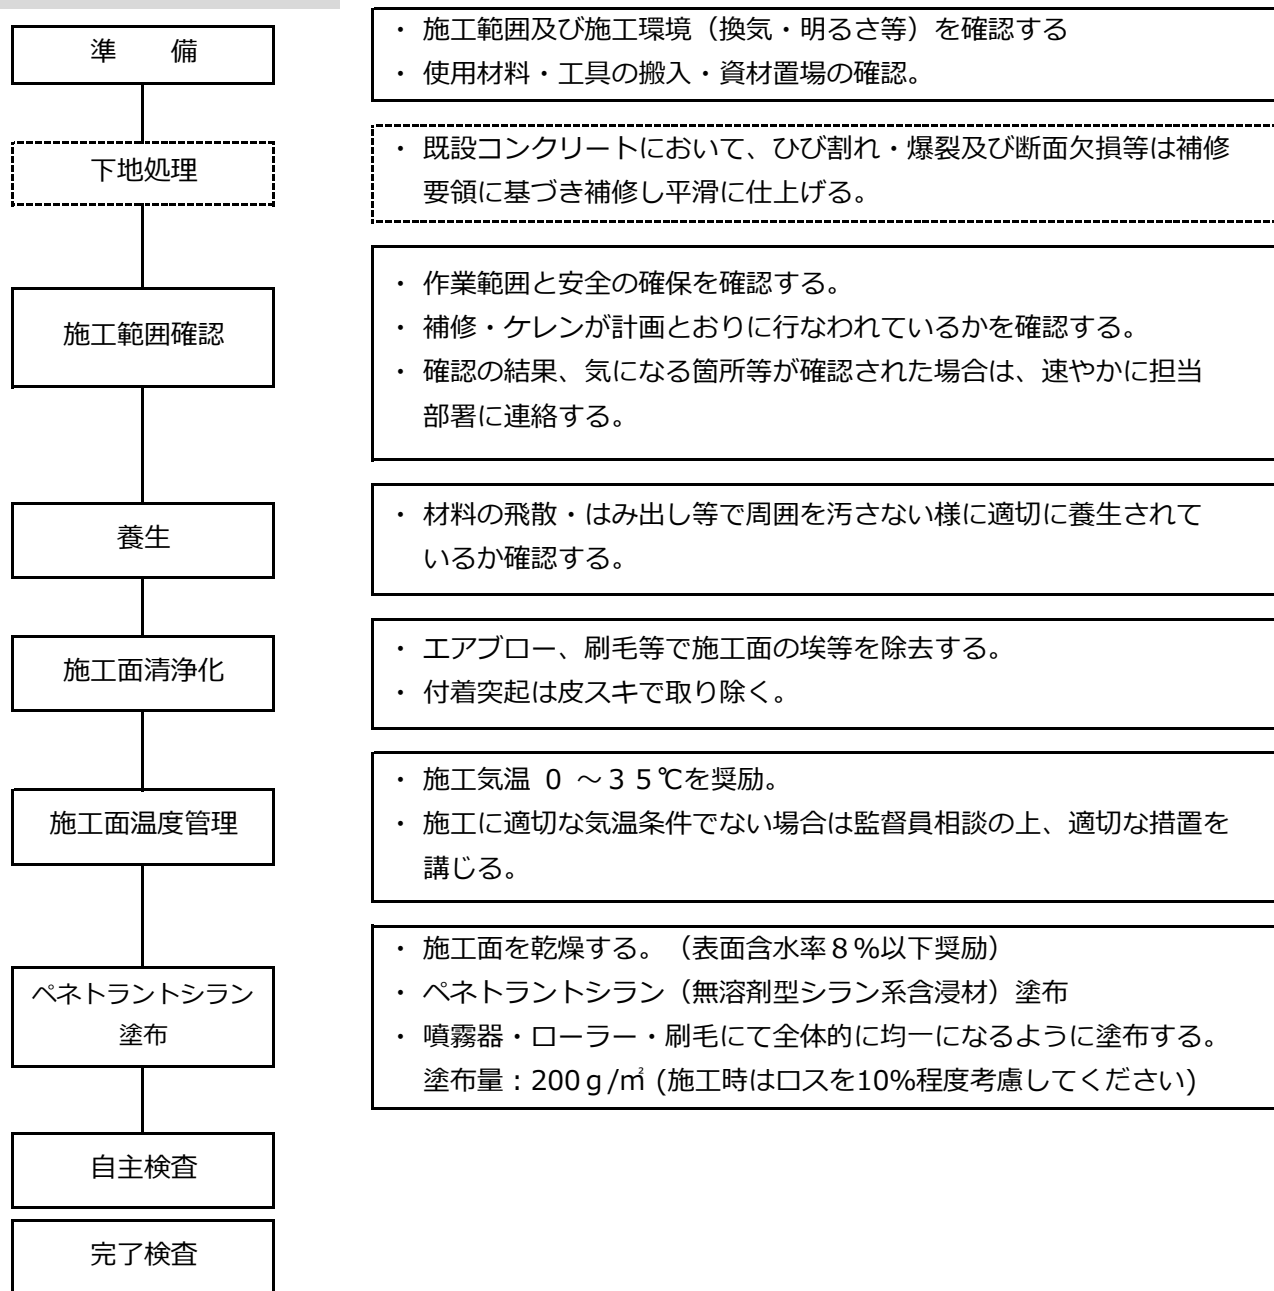 準　　備
・ 施工範囲及び施工環境（換気・明るさ等）を確認する
・ 使用材料・工具の搬入・資材置場の確認。
下地処理
・ 既設コンクリートにおいて、ひび割れ・爆裂及び断面欠損等は補修
要領に基づき補修し平滑に仕上げる。
施工範囲確認
・ 作業範囲と安全の確保を確認する。
・ 補修・ケレンが計画とおりに行なわれているかを確認する。
・ 確認の結果、気になる箇所等が確認された場合は、速やかに担当
部署に連絡する。
養生
・ 材料の飛散・はみ出し等で周囲を汚さない様に適切に養生されて
いるか確認する。
施工面清浄化
・ エアブロー、刷毛等で施工面の埃等を除去する。
・ 付着突起は皮スキで取り除く。
施工面温度管理
・ 施工気温 0 ～３５℃を奨励。
・ 施工に適切な気温条件でない場合は監督員相談の上、適切な措置を
講じる。
ペネトラントシラン
塗布
・ 施工面を乾燥する。（表面含水率８%以下奨励）
・ ペネトラントシラン（無溶剤型シラン系含浸材）塗布
・ 噴霧器・ローラー・刷毛にて全体的に均一になるように塗布する。
塗布量：200ｇ/㎡ (施工時はロスを10%程度考慮してください)
自主検査
完了検査